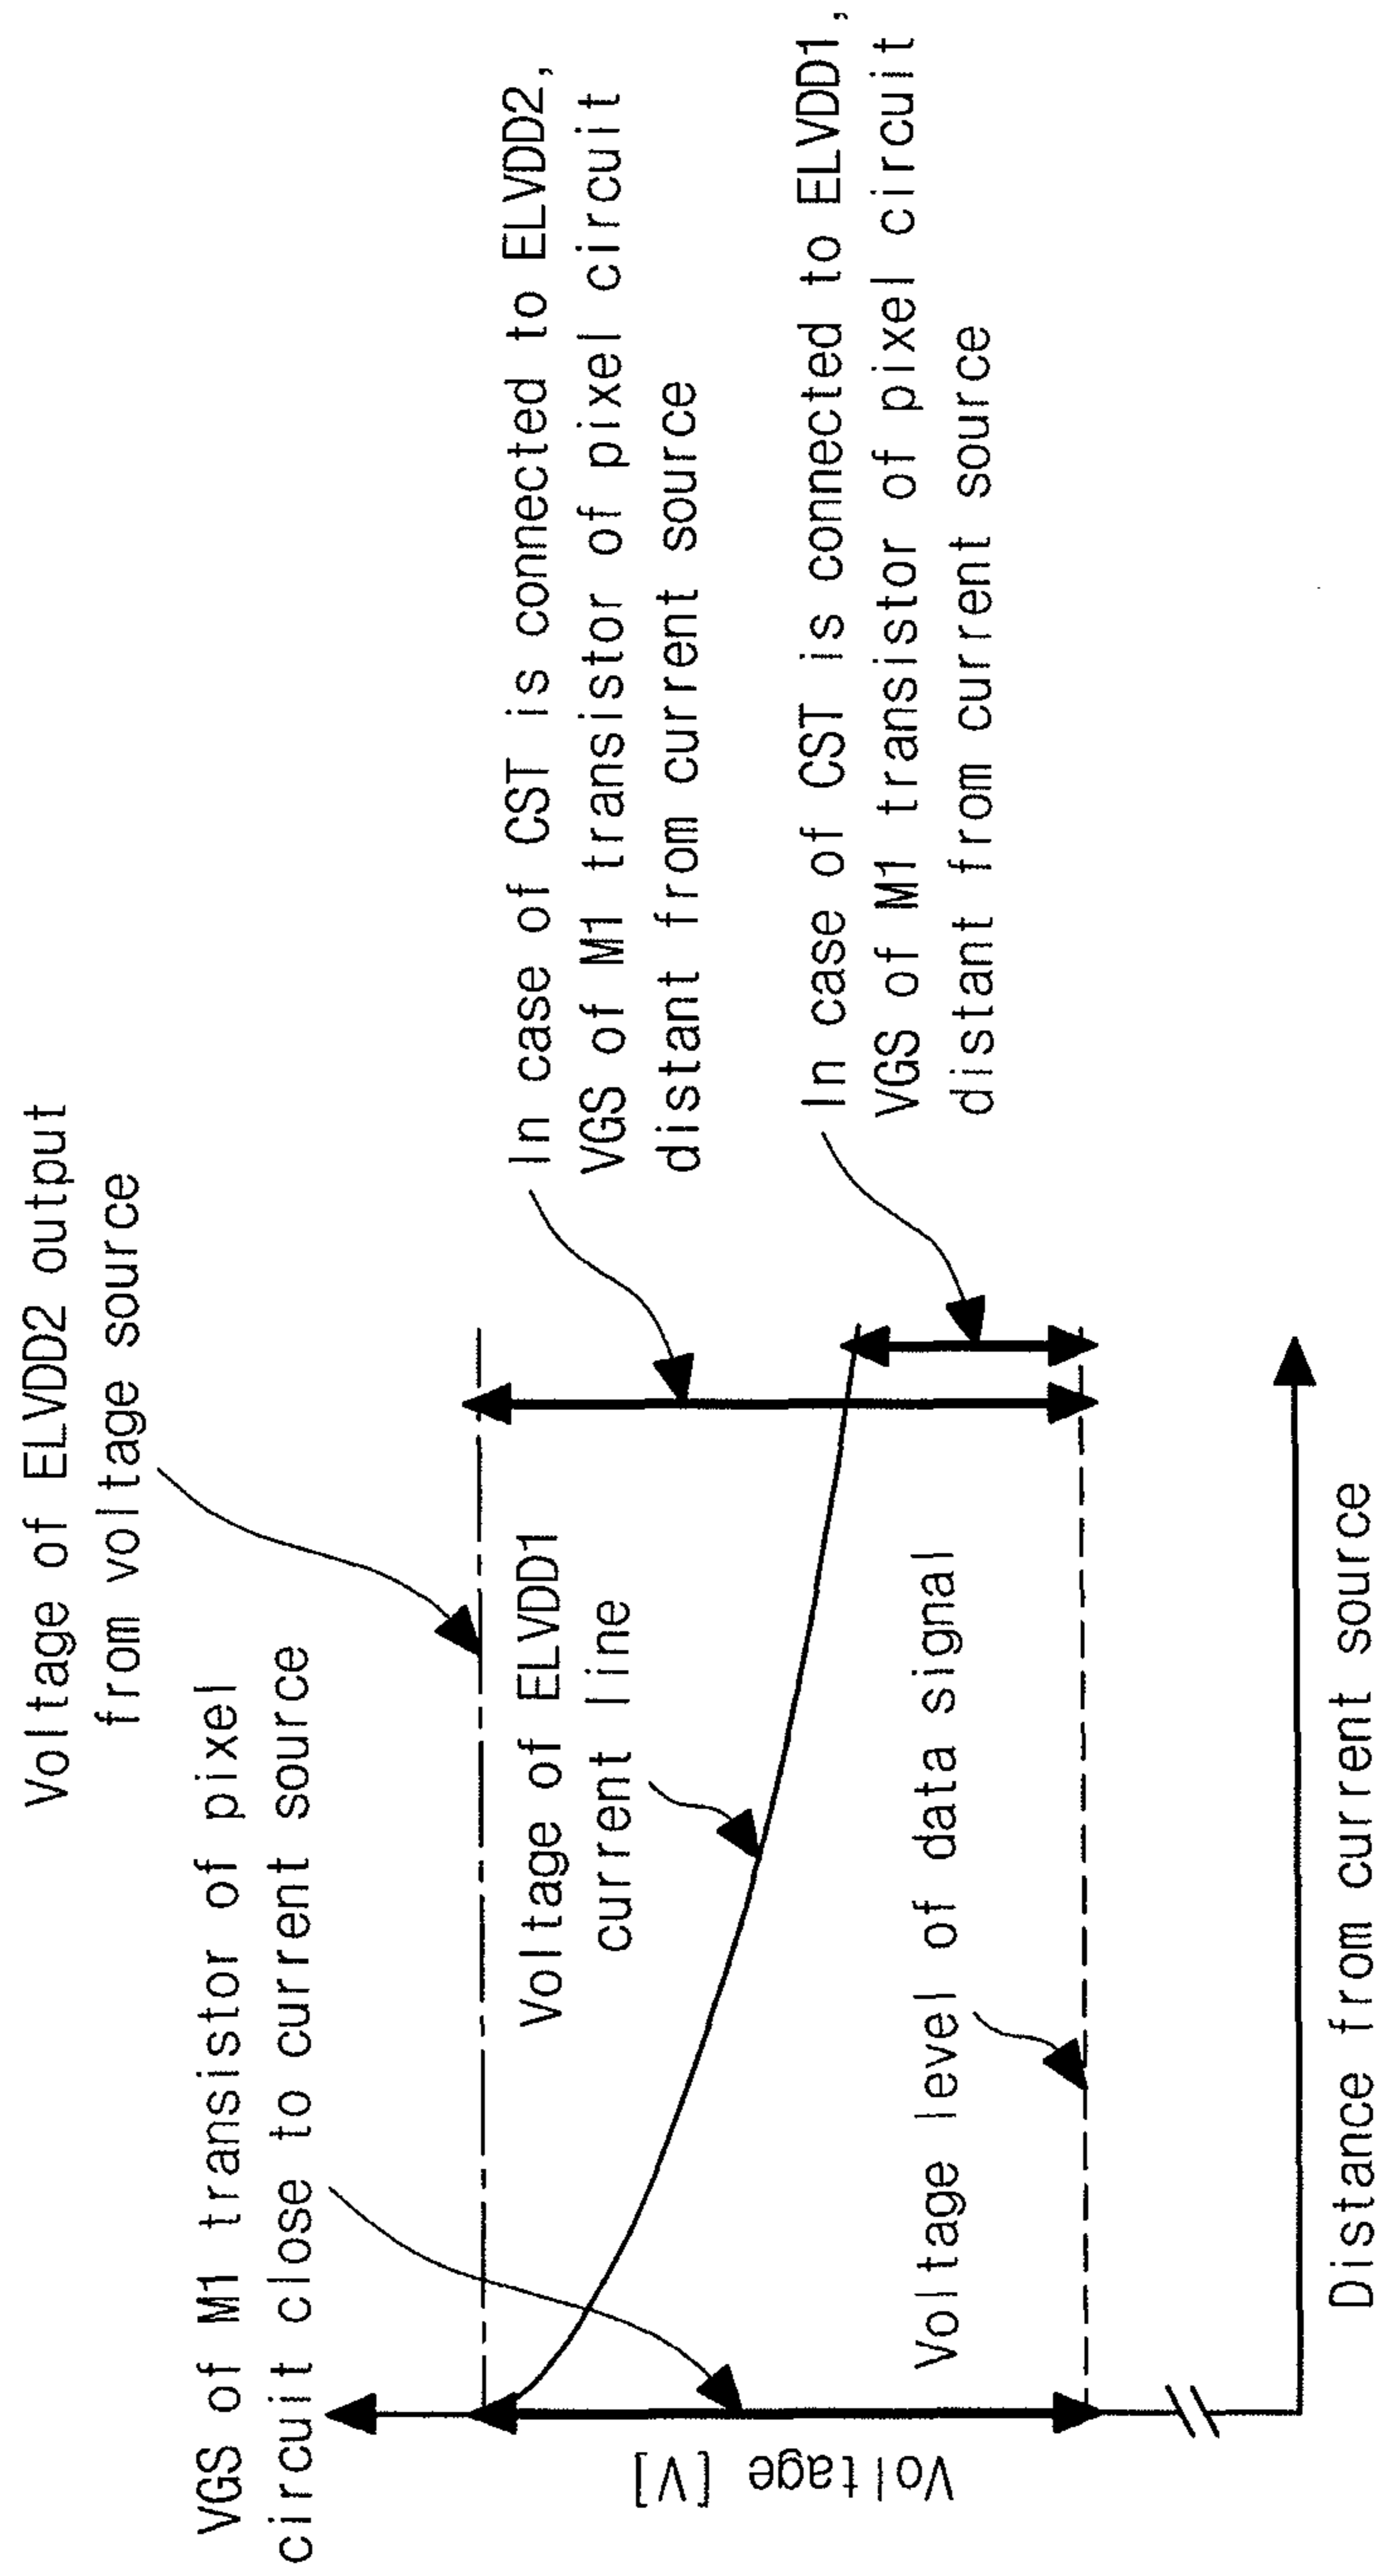 Voltage of ELVDD2 output
from voltage source
VGS of M1 transistor of pixel
circuit close to current source
In case of CST is connected to ELVDD2,
VGS of M1 transistor of pixel circuit
distant from current source
Voltage of ELVDD1
current line
In case of CST is connected to ELVDD1,
VGS of M1 transistor of pixel circuit
distant from current source
Voltage level of data signal
Voltage [V]
Distance from current source